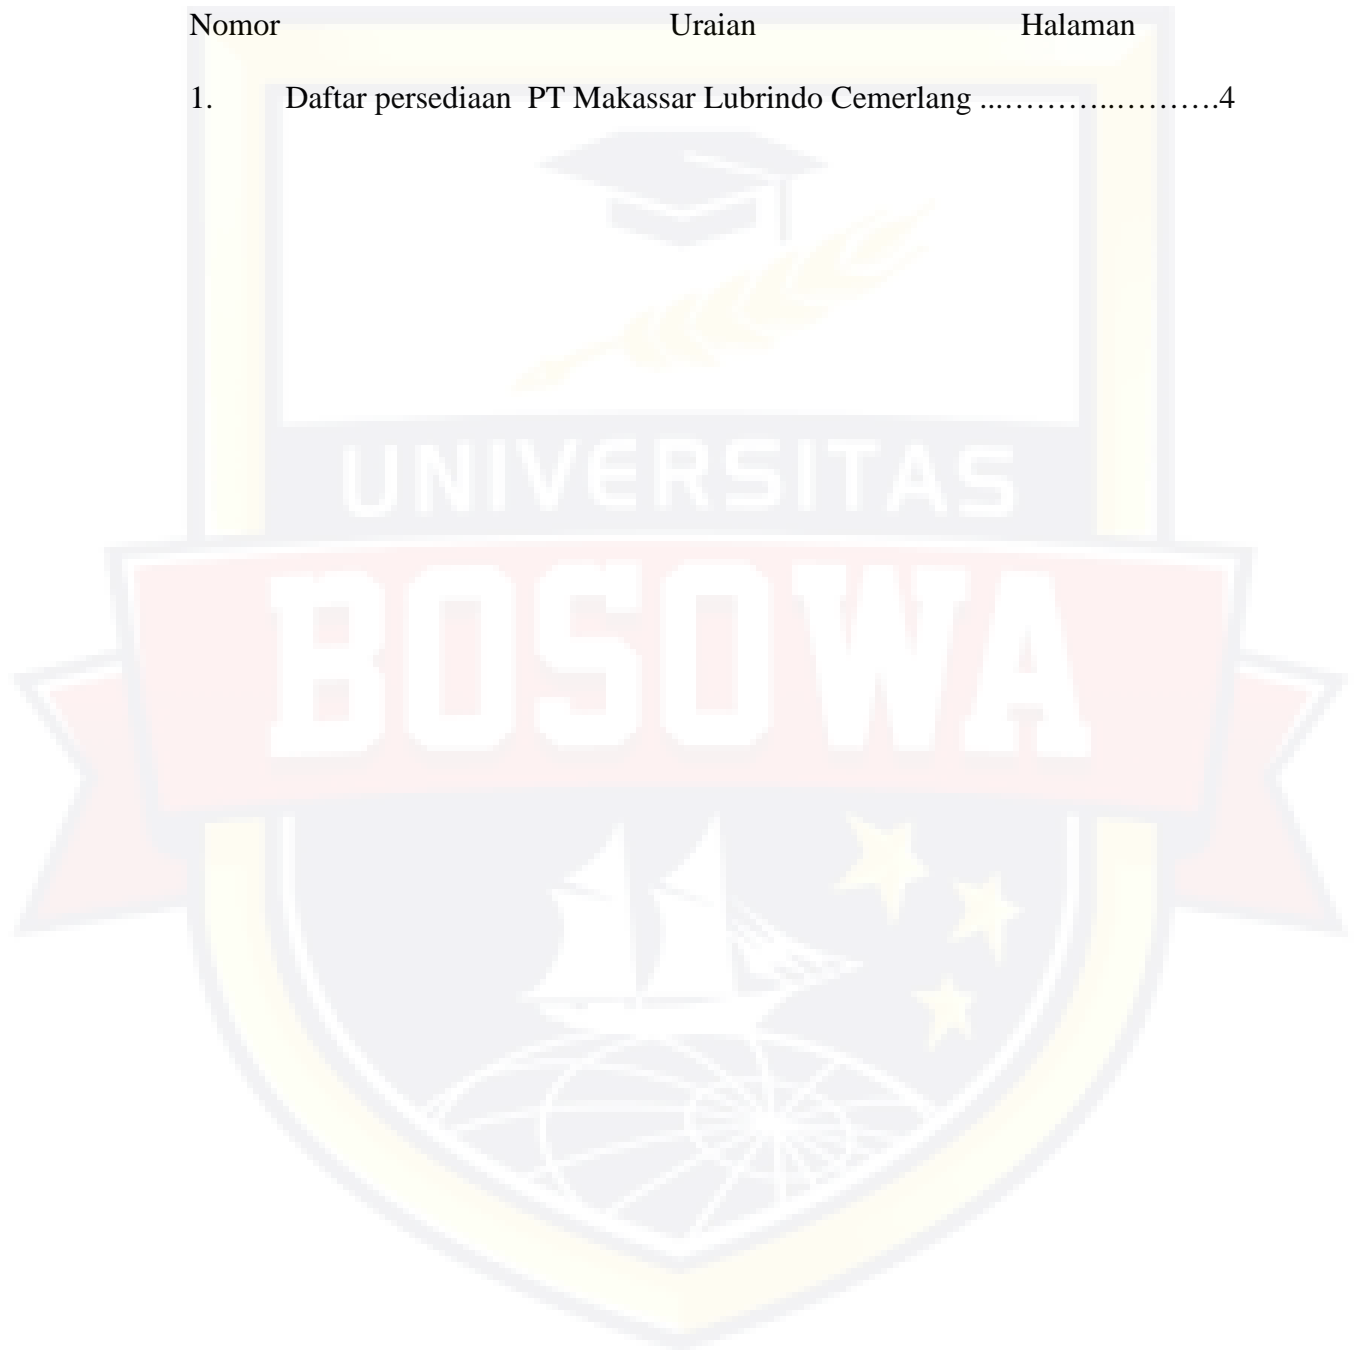 Nomor Uraian Halaman
1. Daftar persediaan PT Makassar Lubrindo Cemerlang ...………..……….4
UNIVERSITAS
BOSOWA